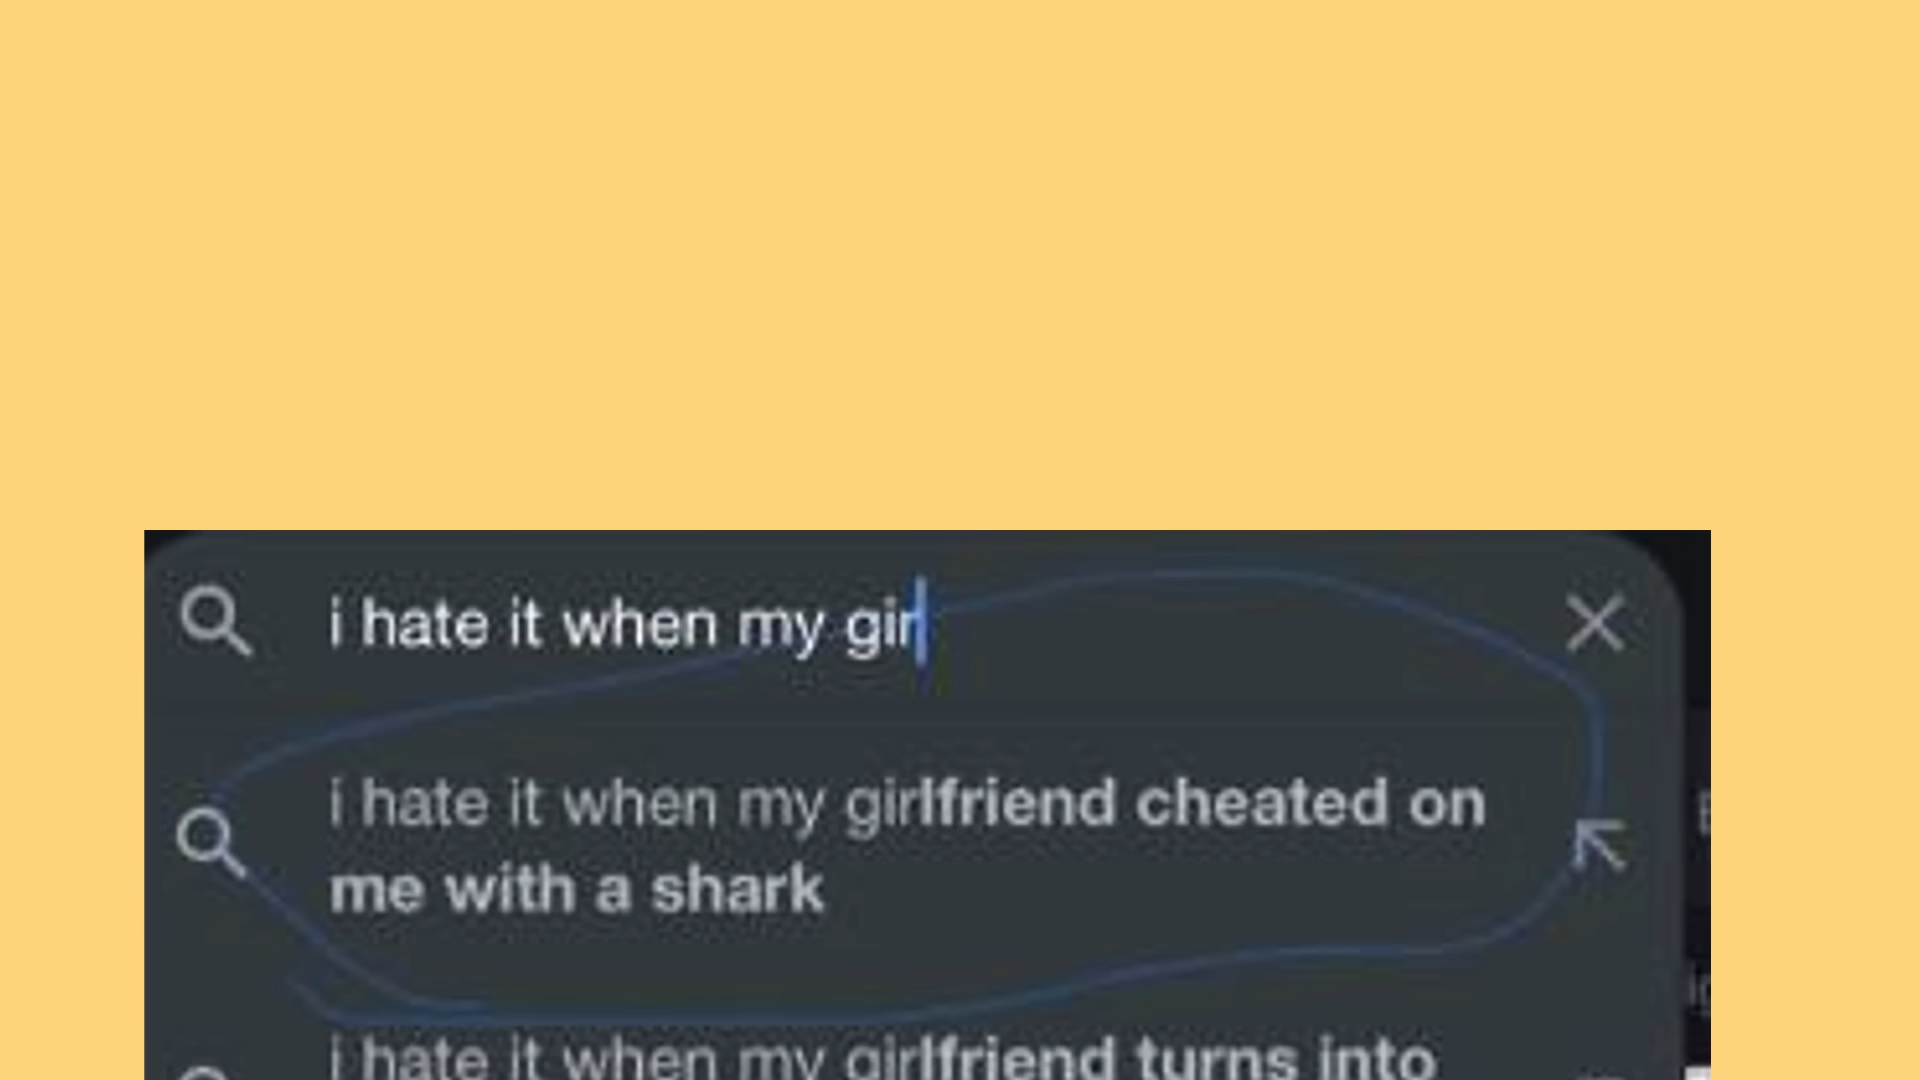 i hate it when my gir
i hate it when my girlfriend cheated on
me with a shark
i hate it when my girlfriend turns into